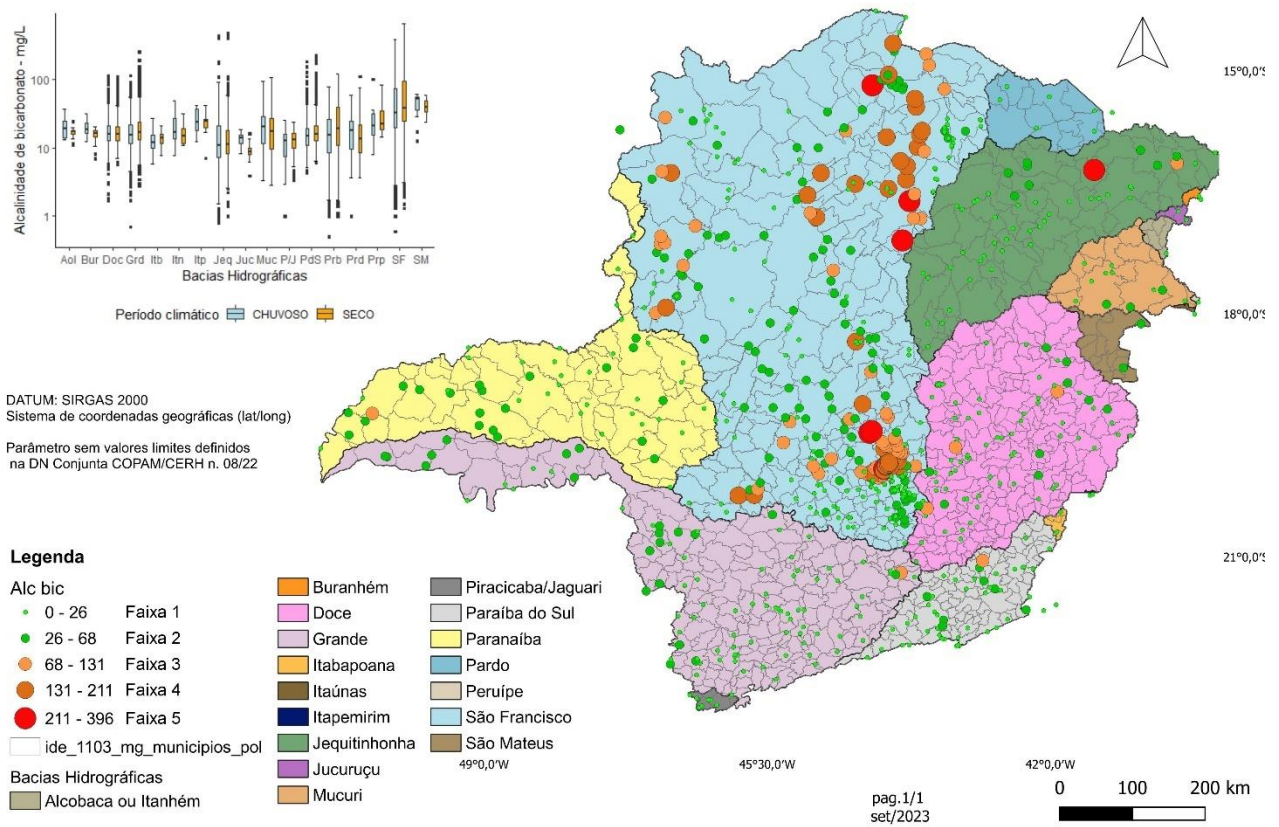 Alcalinidade de bicarbonato - mg/L
100
10
1
Aol Bur Doc Grd Itb Itn Itp Jeq Juc Muc P/J PdS Prb Prd Prp SF SM
Bacias Hidrográficas
Período climático CHUVOSO SECO
15°0,0'S
18°0,0'S
21°0,0'S
DATUM: SIRGAS 2000
Sistema de coordenadas geográficas (lat/long)
Parâmetro sem valores limites definidos
na DN Conjunta COPAM/CERH n. 08/22
Legenda
Alc bic
0 - 26 Faixa 1
26 - 68 Faixa 2
68 - 131 Faixa 3
131 - 211 Faixa 4
211 - 396 Faixa 5
ide_1103_mg_municipios_pol
Bacias Hidrográficas
Alcobaca ou Itanhém
Buranhém
Doce
Grande
Itabapoana
Itaúnas
Itapemirim
Jequitinhonha
Jucuruçu
Mucuri
Piracicaba/Jaguari
Paraíba do Sul
Paranaíba
Pardo
Peruípe
São Francisco
São Mateus
49°0,0'W
45°30,0'W
42°0,0'W
pag.1/1
set/2023
0 100 200 km